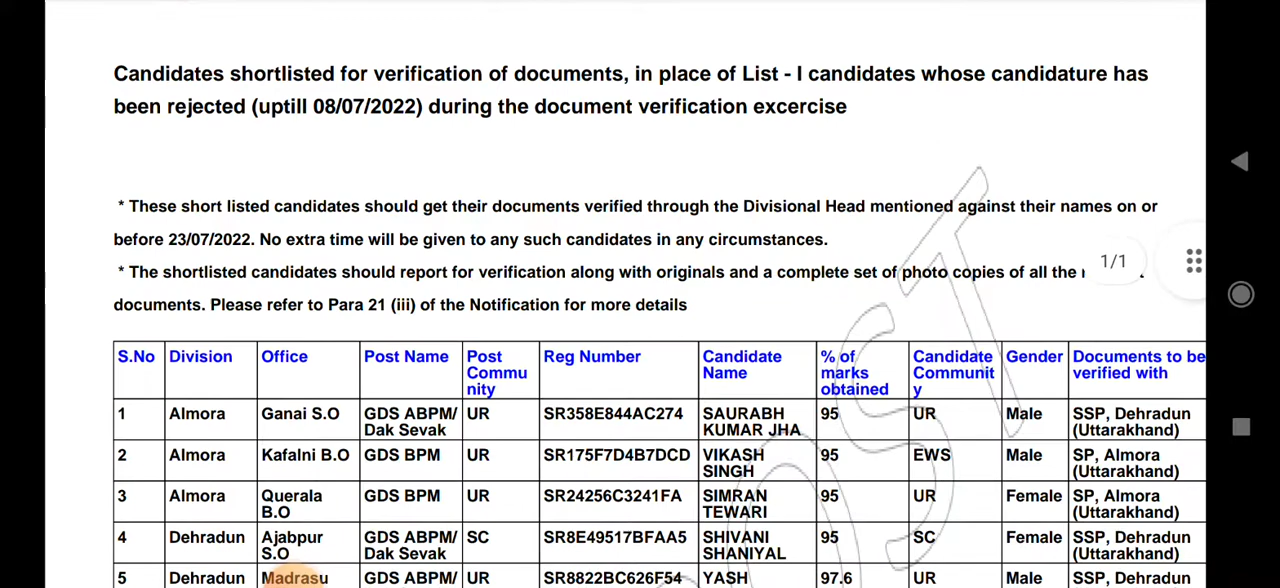 Candidates shortlisted for verification of documents, in place of List - I candidates whose candidature has
been rejected (uptill 08/07/2022) during the document verification excercise
* These short listed candidates should get their documents verified through the Divisional Head mentioned against their names on or
before 23/07/2022. No extra time will be given to any such candidates in any circumstances.
* The shortlisted candidates should report for verification along with originals and a complete set of photo copies of all the
documents. Please refer to Para 21 (iii) of the Notification for more details
1/1
S.No Division Office Post Name Post Commu nity Reg Number Candidate Name % of marks obtained Candidate Communit y Gender Documents to be verified with
1 Almora Ganai S.O GDS ABPM/ Dak Sevak UR SR358E844AC274 SAURABH KUMAR JHA 95 UR Male SSP, Dehradun (Uttarakhand)
2 Almora Kafalni B.O GDS BPM UR SR175F7D4B7DCD VIKASH SINGH 95 EWS Male SP, Almora (Uttarakhand)
3 Almora Querala B.O GDS BPM UR SR24256C3241FA SIMRAN TEWARI 95 UR Female SP, Almora (Uttarakhand)
4 Dehradun Ajabpur S.O GDS ABPM/ Dak Sevak SC SR8E49517BFAA5 SHIVANI SHANIYAL 95 SC Female SSP, Dehradun (Uttarakhand)
5 Dehradun Madrasu GDS ABPM/ UR SR8822BC626F54 YASH 97.6 UR Male SSP, Dehradun